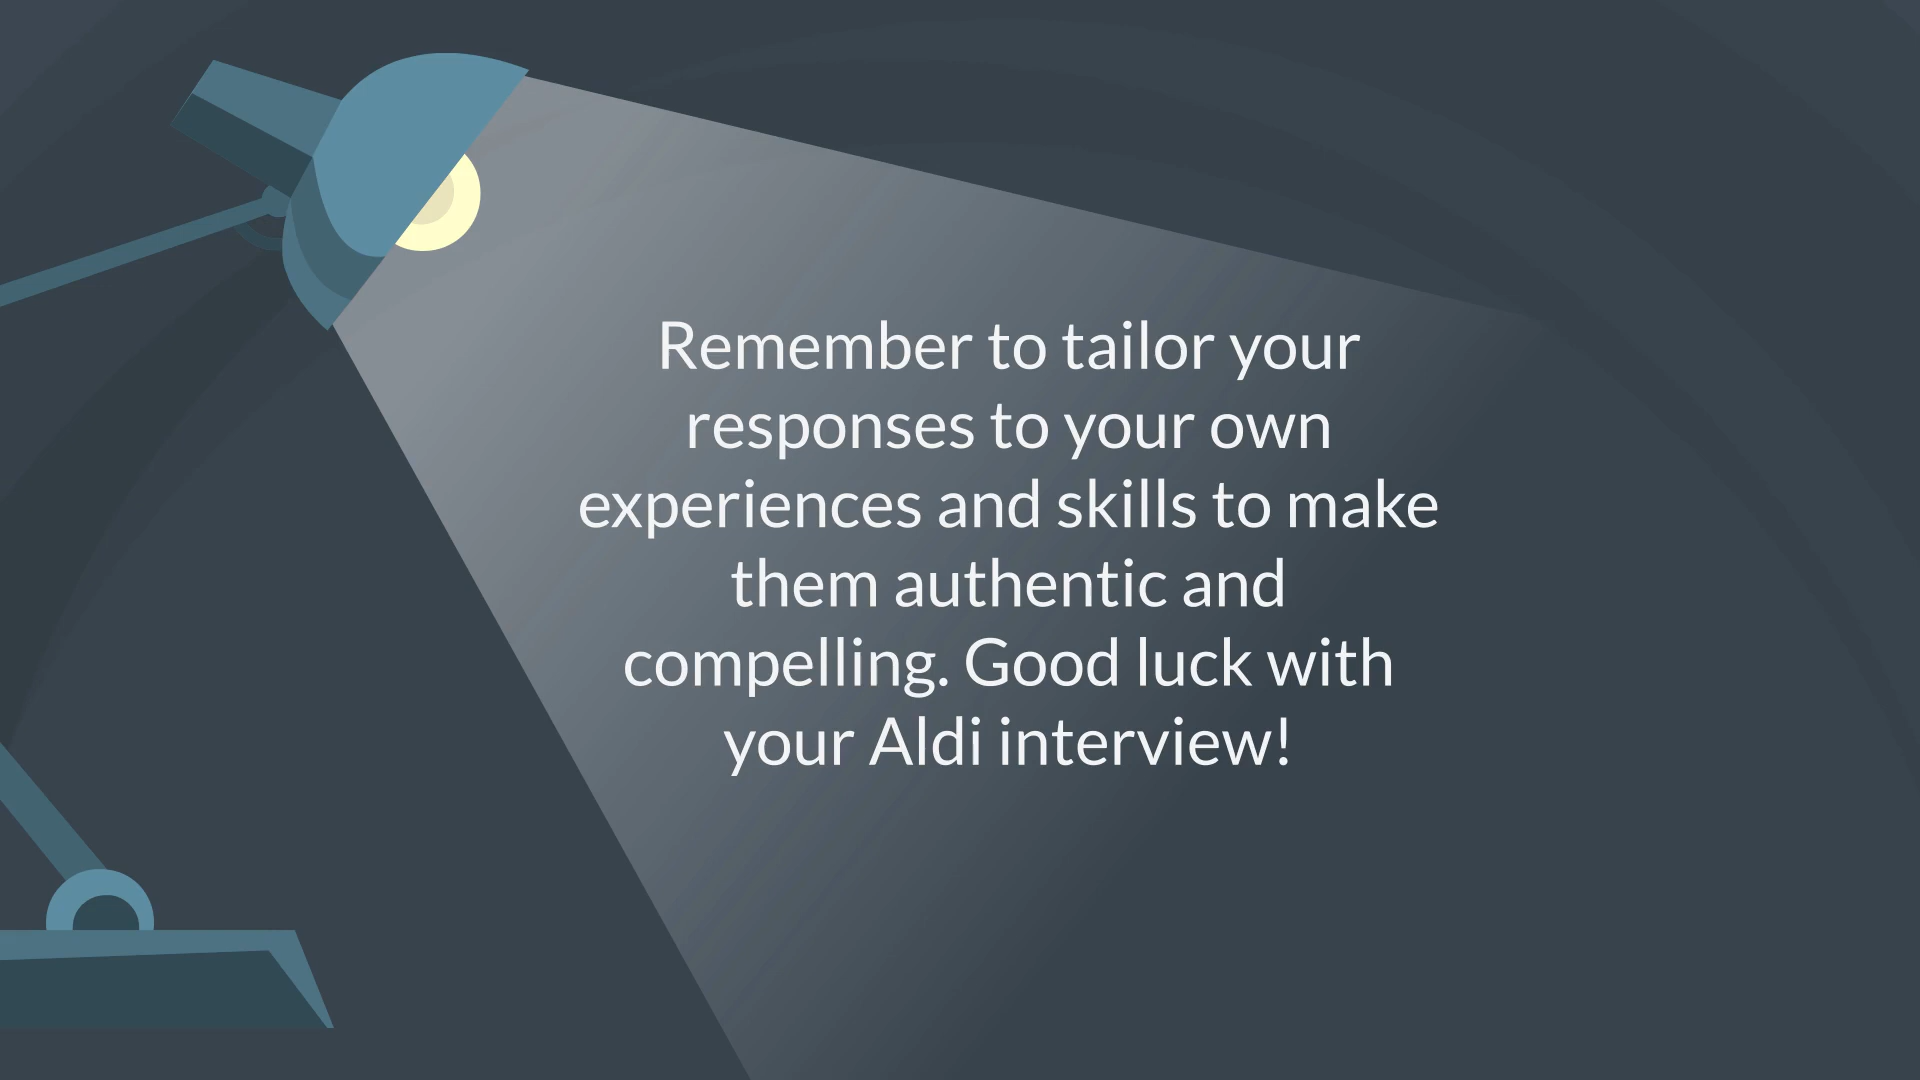 Remember to tailor your
responses to your own
experiences and skills to make
them authentic and
compelling. Good luck with
your Aldi interview!